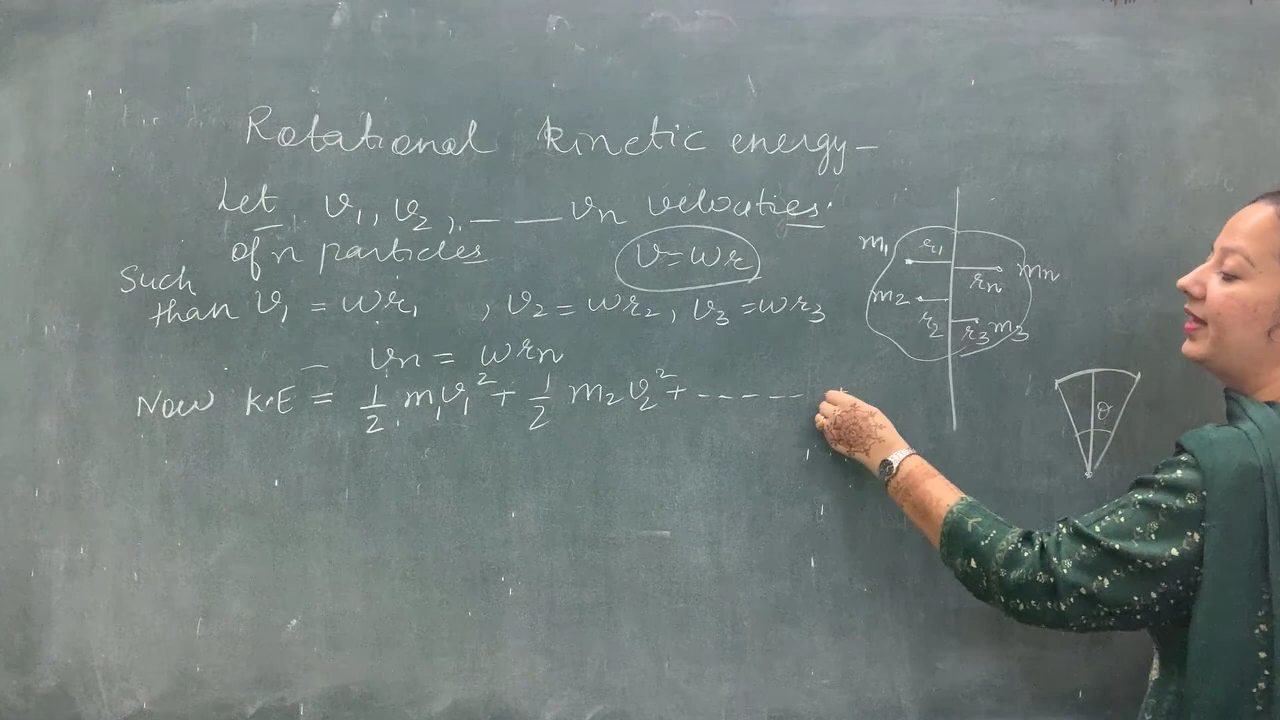 Rotational kinetic energy –
Let v₁, v₂, – — vn velocities.
of n particles
v=ωr
Such
than v₁ = ωr₁ , v₂ = ωr₂, v₃ = ωr₃
— vn = ωrn
Now K.E = 1/2 m₁v₁² + 1/2 m₂v₂² + -----
m₁ r₁
rn mn
m₂ r₂
r₃ m₃
θ